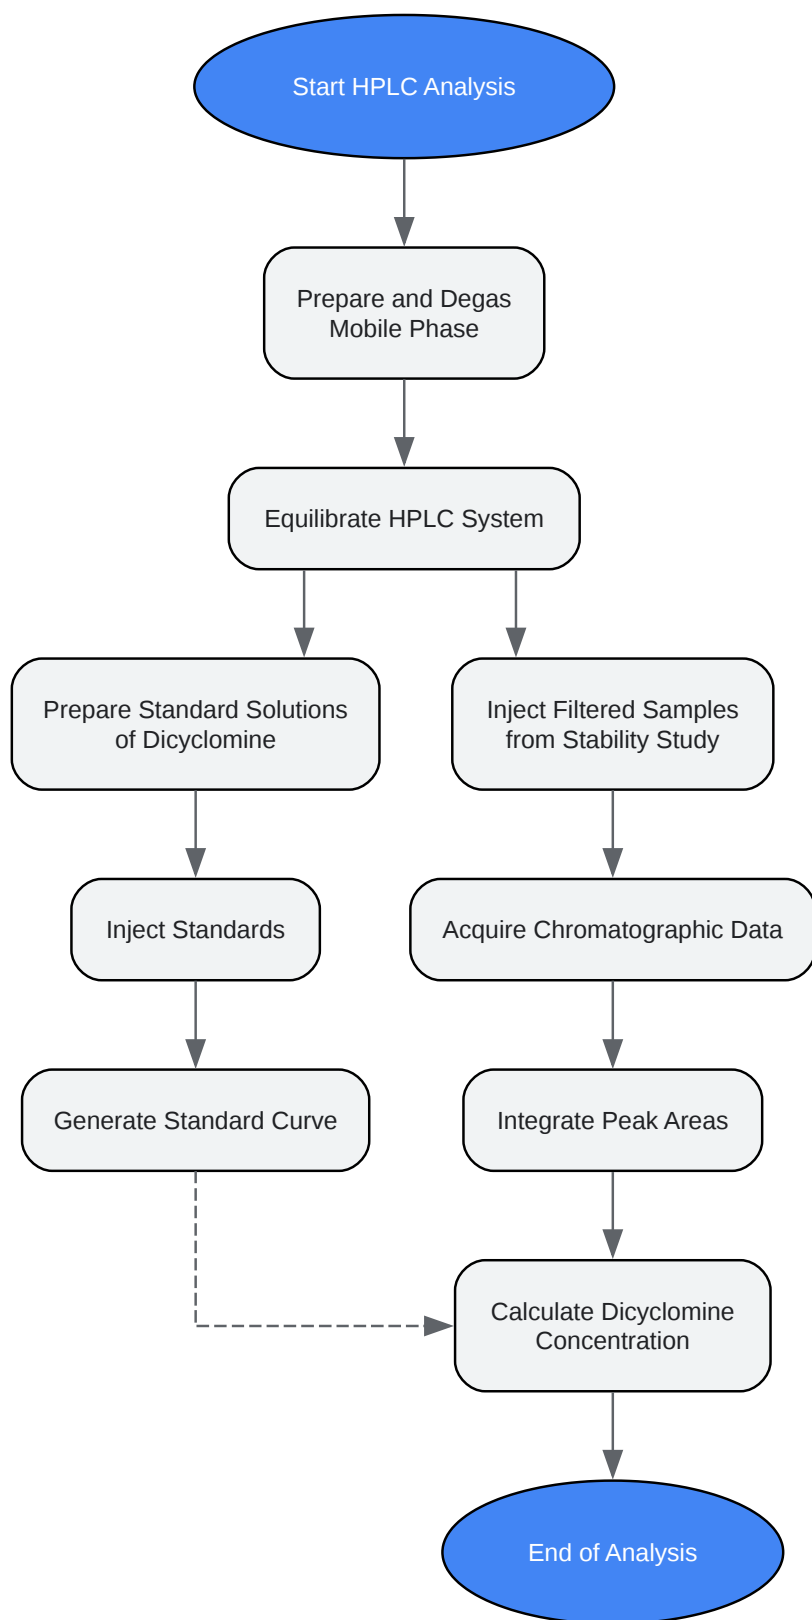 Start HPLC Analysis
Prepare and Degas
Mobile Phase
Equilibrate HPLC System
Prepare Standard Solutions
of Dicyclomine
Inject Filtered Samples
from Stability Study
Inject Standards
Acquire Chromatographic Data
Generate Standard Curve
Integrate Peak Areas
Calculate Dicyclomine
Concentration
End of Analysis